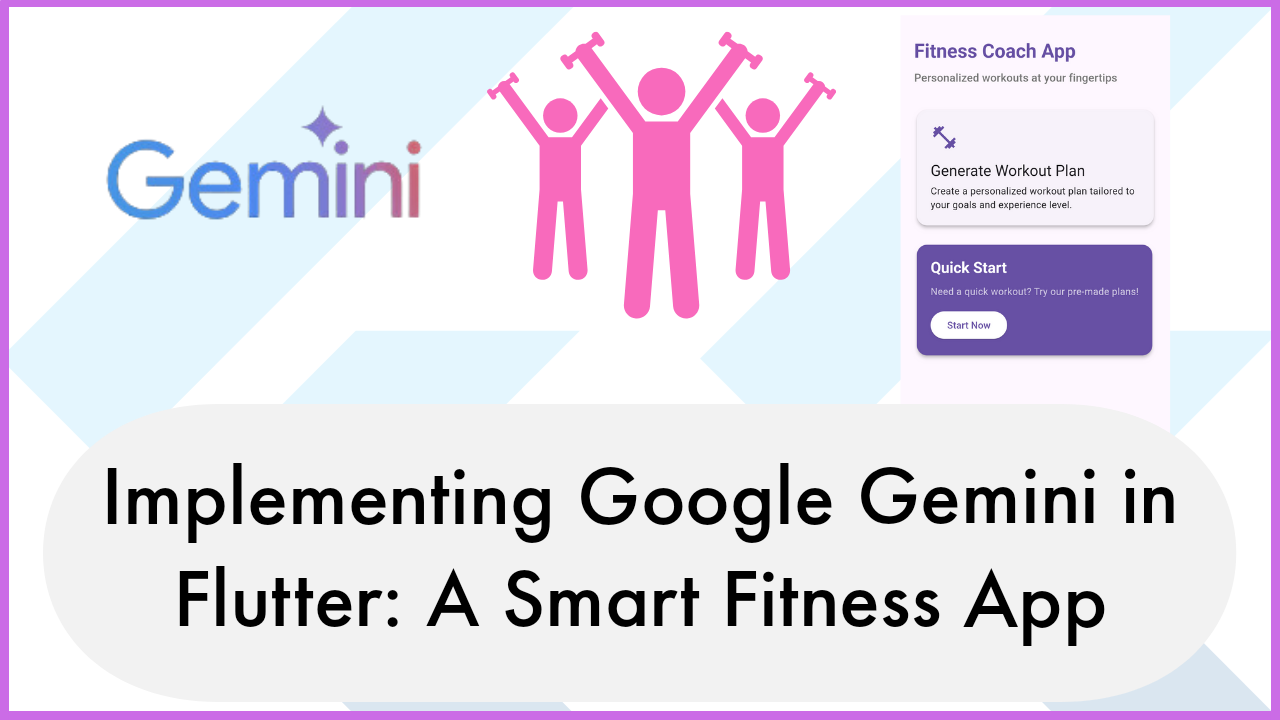 Gemini
Fitness Coach App
Personalized workouts at your fingertips
Generate Workout Plan
Create a personalized workout plan tailored to
your goals and experience level.
Quick Start
Need a quick workout? Try our pre-made plans!
Start Now
Implementing Google Gemini in
Flutter: A Smart Fitness App